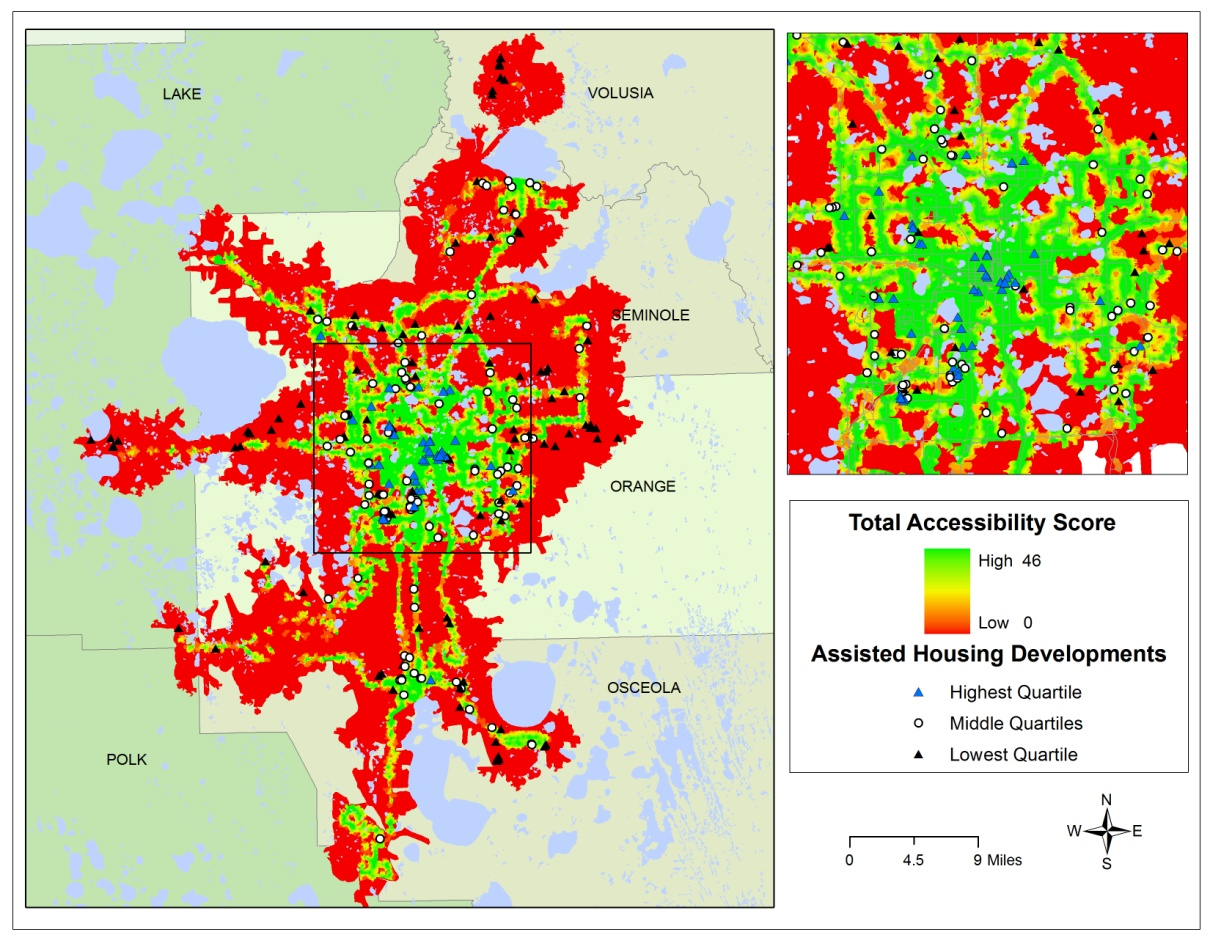 LAKE
VOLUSIA
SEMINOLE
ORANGE
OSCEOLA
POLK
Total Accessibility Score
High 46
Low 0
Assisted Housing Developments
Highest Quartile
Middle Quartiles
Lowest Quartile
N
W E
S
0 4.5 9 Miles